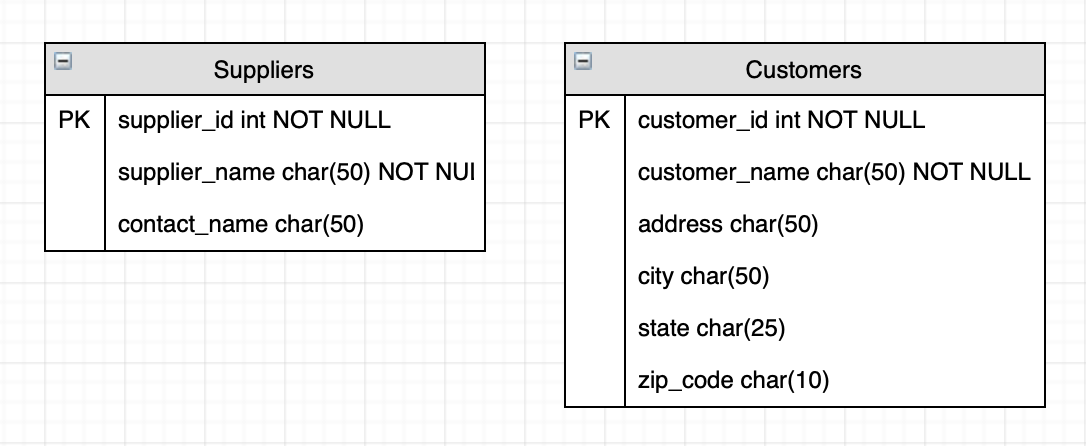 Suppliers
PK supplier_id int NOT NULL
supplier_name char(50) NOT NUI
contact_name char(50)
Customers
PK customer_id int NOT NULL
customer_name char(50) NOT NULL
address char(50)
city char(50)
state char(25)
zip_code char(10)